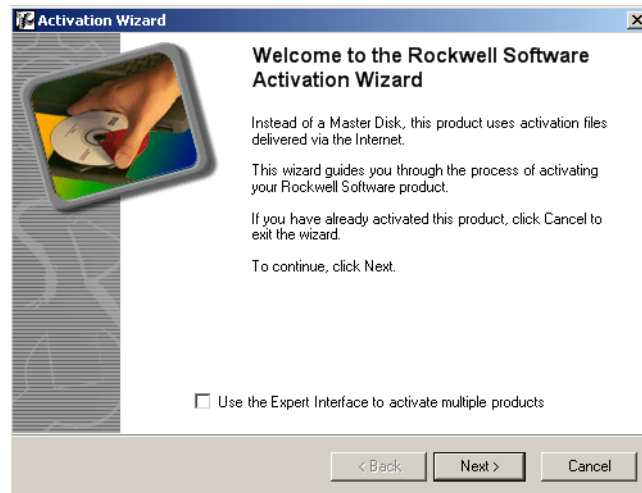 Activation Wizard
Welcome to the Rockwell Software
Activation Wizard
Instead of a Master Disk, this product uses activation files
delivered via the Internet.
This wizard guides you through the process of activating
your Rockwell Software product.
If you have already activated this product, click Cancel to
exit the wizard.
To continue, click Next.
Use the Expert Interface to activate multiple products
< Back
Next >
Cancel